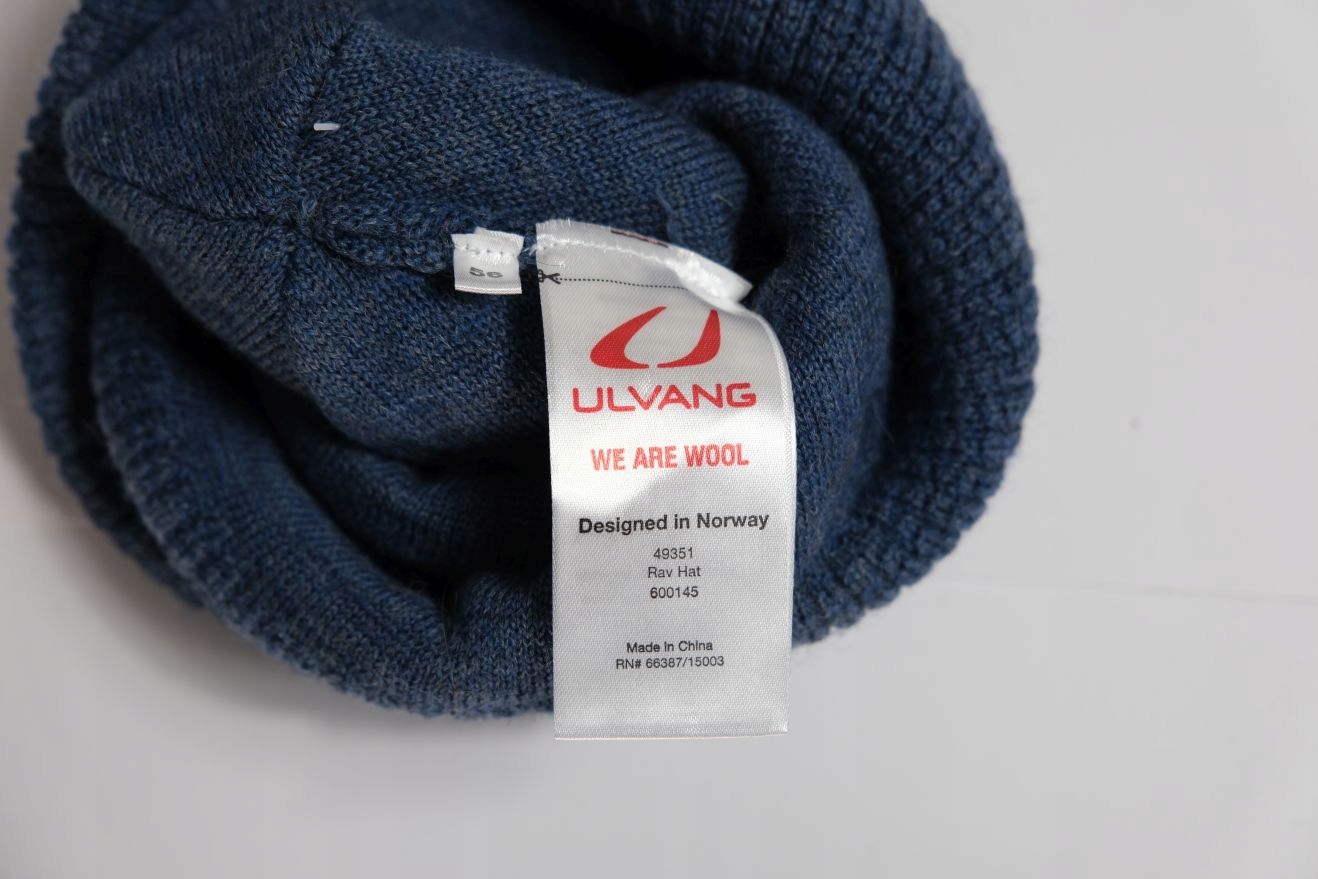 56
ULVANG
WE ARE WOOL
Designed in Norway
49351
Rav Hat
600145
Made in China
RN# 66387/15003